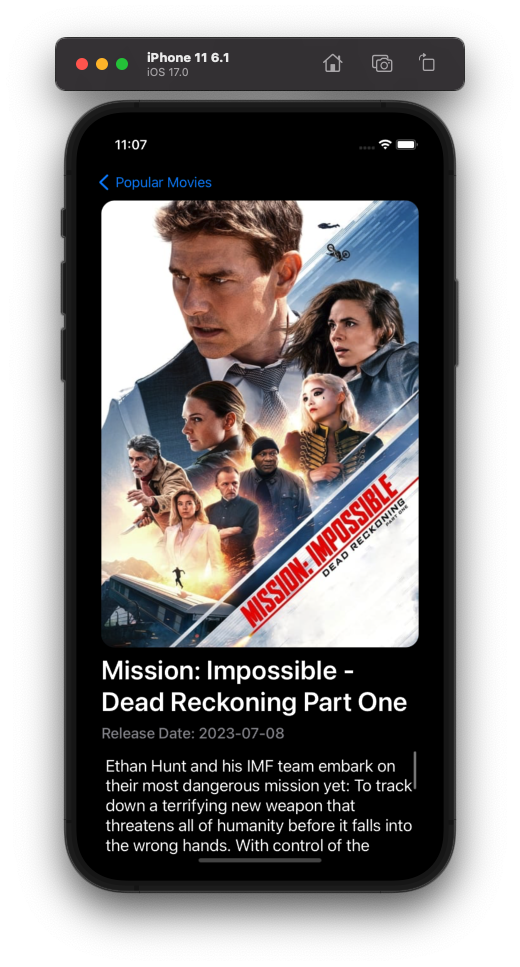 iPhone 11 6.1
iOS 17.0
11:07
Popular Movies
MISSION: IMPOSSIBLE
DEAD RECKONING
PART ONE
Mission: Impossible -
Dead Reckoning Part One
Release Date: 2023-07-08
Ethan Hunt and his IMF team embark on
their most dangerous mission yet: To track
down a terrifying new weapon that
threatens all of humanity before it falls into
the wrong hands. With control of the